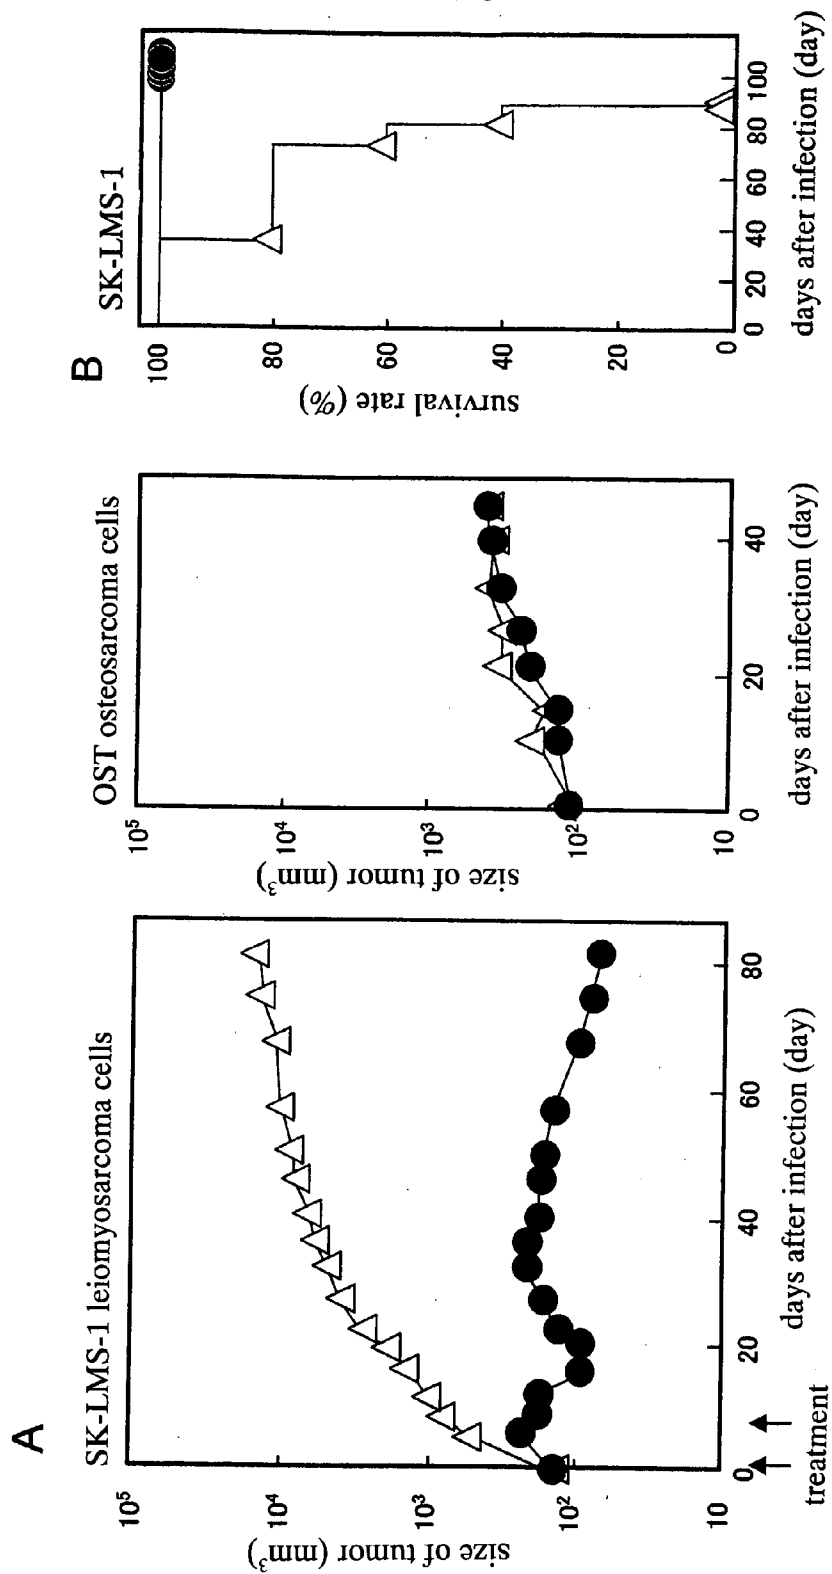 A
SK-LMS-1 leiomyosarcoma cells
size of tumor (mm³)
10⁵
10⁴
10³
10²
10
0
20
40
60
80
days after infection (day)
treatment
OST osteosarcoma cells
size of tumor (mm³)
10⁵
10⁴
10³
10²
10
0
20
40
days after infection (day)
B
SK-LMS-1
survival rate (%)
100
80
60
40
20
0
0
20
40
60
80
100
days after infection (day)